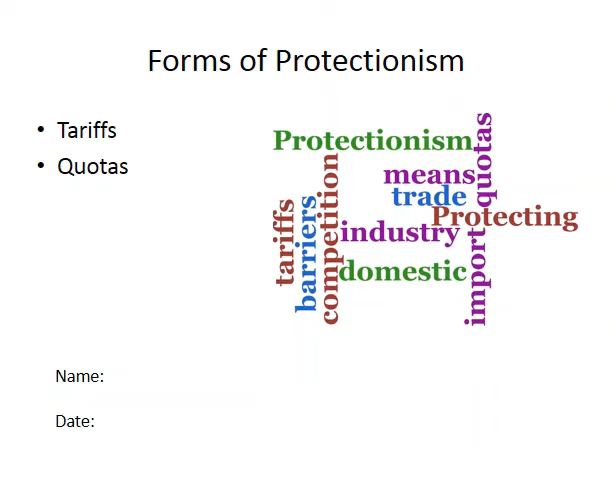 Forms of Protectionism
• Tariffs
• Quotas
Protectionism
quotas
means
trade
Protecting
competition
tariffs
barriers
industry
import
domestic
Name:
Date: